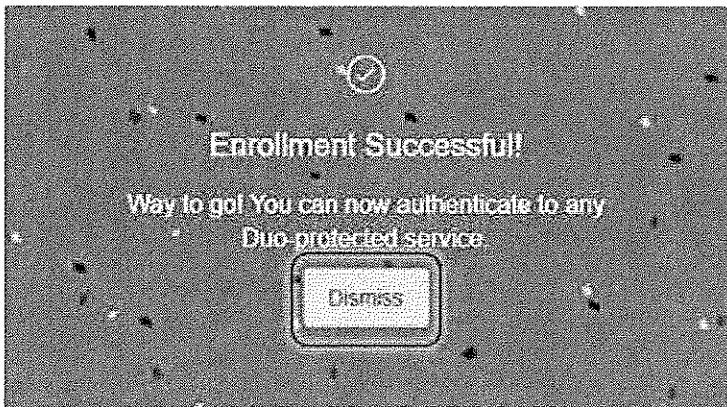 Enrollment Successful!
Way to go! You can now authenticate to any
Duo-protected service.
Dismiss